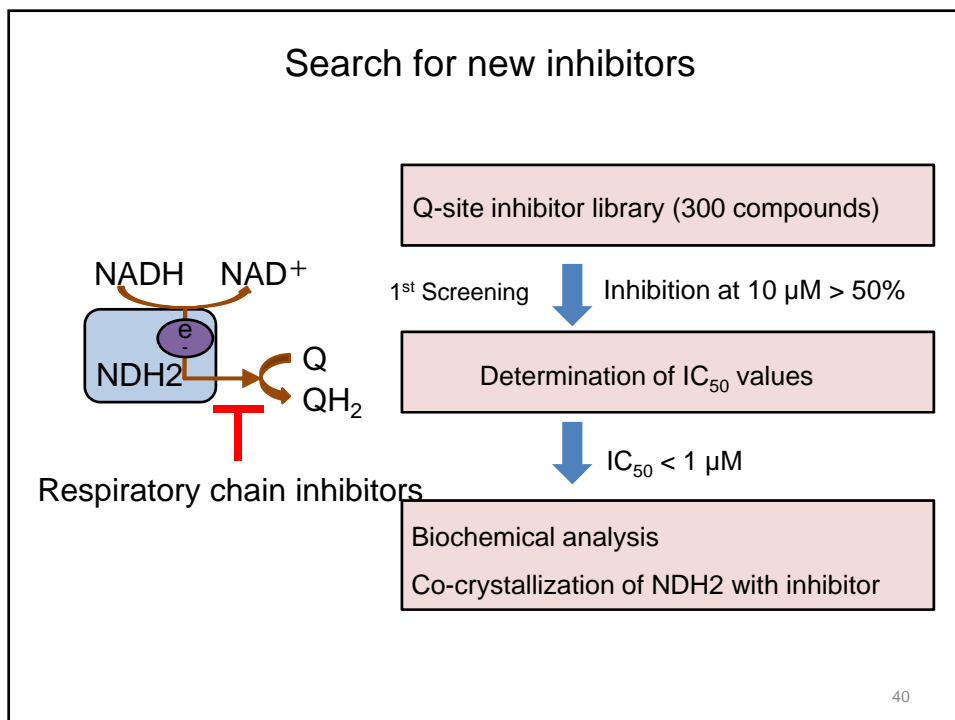 Search for new inhibitors
Q-site inhibitor library (300 compounds)
NADH NAD⁺
1ˢᵗ Screening
Inhibition at 10 µM > 50%
e
-
NDH2
Q
QH₂
Determination of IC₅₀ values
IC₅₀ < 1 µM
Respiratory chain inhibitors
Biochemical analysis
Co-crystallization of NDH2 with inhibitor
40